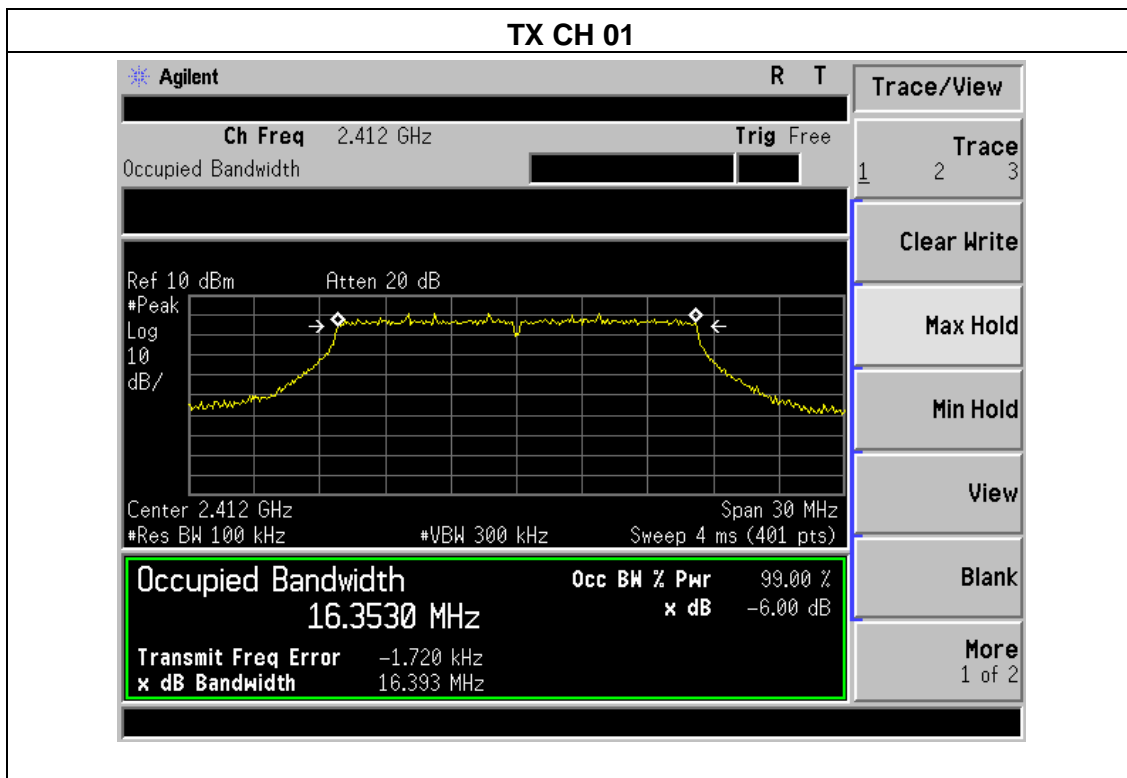 TX CH 01
Agilent R T
Ch Freq 2.412 GHz Trig Free
Occupied Bandwidth
Ref 10 dBm Atten 20 dB
#Peak
Log
10
dB/
Center 2.412 GHz Span 30 MHz
#Res BW 100 kHz #VBW 300 kHz Sweep 4 ms (401 pts)
Occupied Bandwidth Occ BW % Pwr 99.00 %
16.3530 MHz x dB -6.00 dB
Transmit Freq Error -1.720 kHz
x dB Bandwidth 16.393 MHz
Trace/View
Trace
1 2 3
Clear Write
Max Hold
Min Hold
View
Blank
More
1 of 2